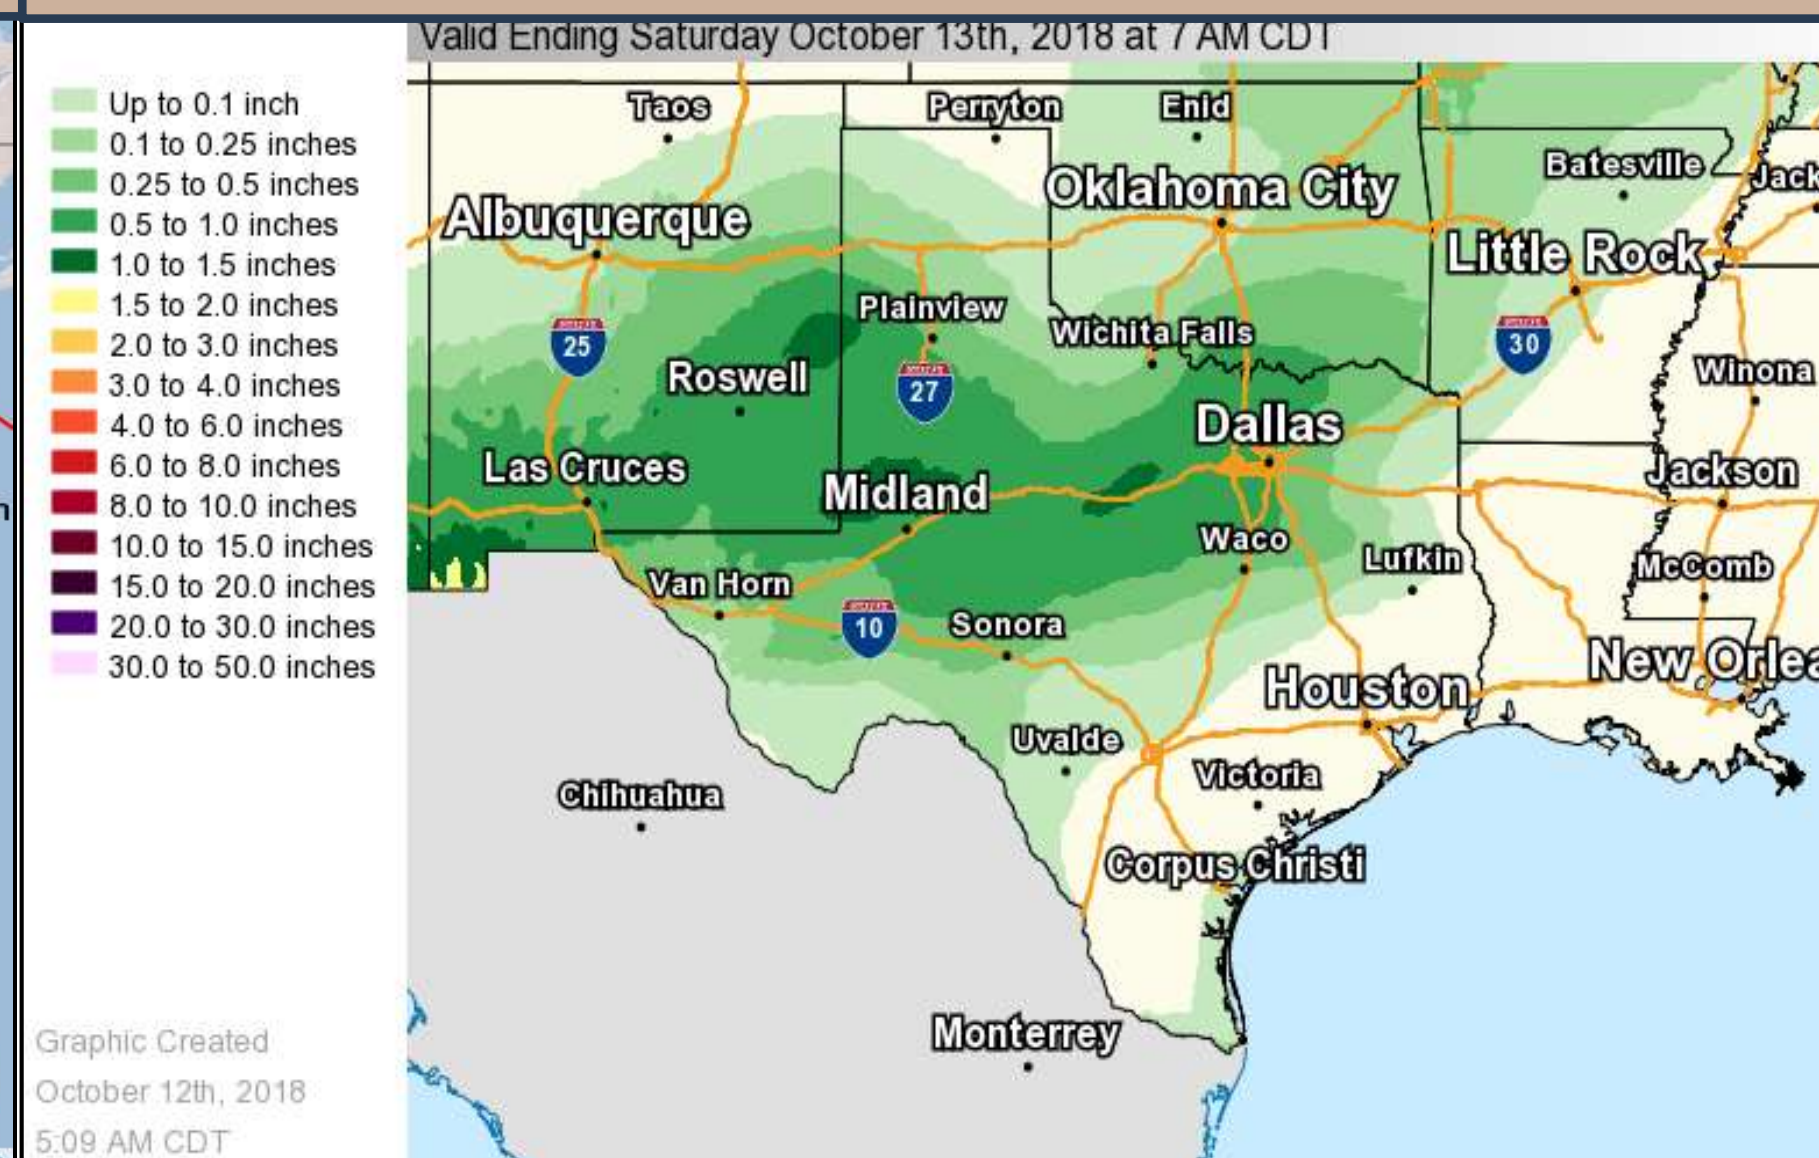 Valid Ending Saturday October 13th, 2018 at 7 AM CDT
Up to 0.1 inch
0.1 to 0.25 inches
0.25 to 0.5 inches
0.5 to 1.0 inches
1.0 to 1.5 inches
1.5 to 2.0 inches
2.0 to 3.0 inches
3.0 to 4.0 inches
4.0 to 6.0 inches
6.0 to 8.0 inches
8.0 to 10.0 inches
10.0 to 15.0 inches
15.0 to 20.0 inches
20.0 to 30.0 inches
30.0 to 50.0 inches
Graphic Created
October 12th, 2018
5:09 AM CDT
Taos
Perryton
Enid
Batesville
Jack
Oklahoma City
Albuquerque
Little Rock
Plainview
Wichita Falls
25
30
Roswell
27
Winona
Dallas
Las Cruces
Midland
Jackson
Waco
Lufkin
McComb
Van Horn
10
Sonora
New Orlea
Houston
Uvalde
Victoria
Chihuahua
Corpus Christi
Monterrey